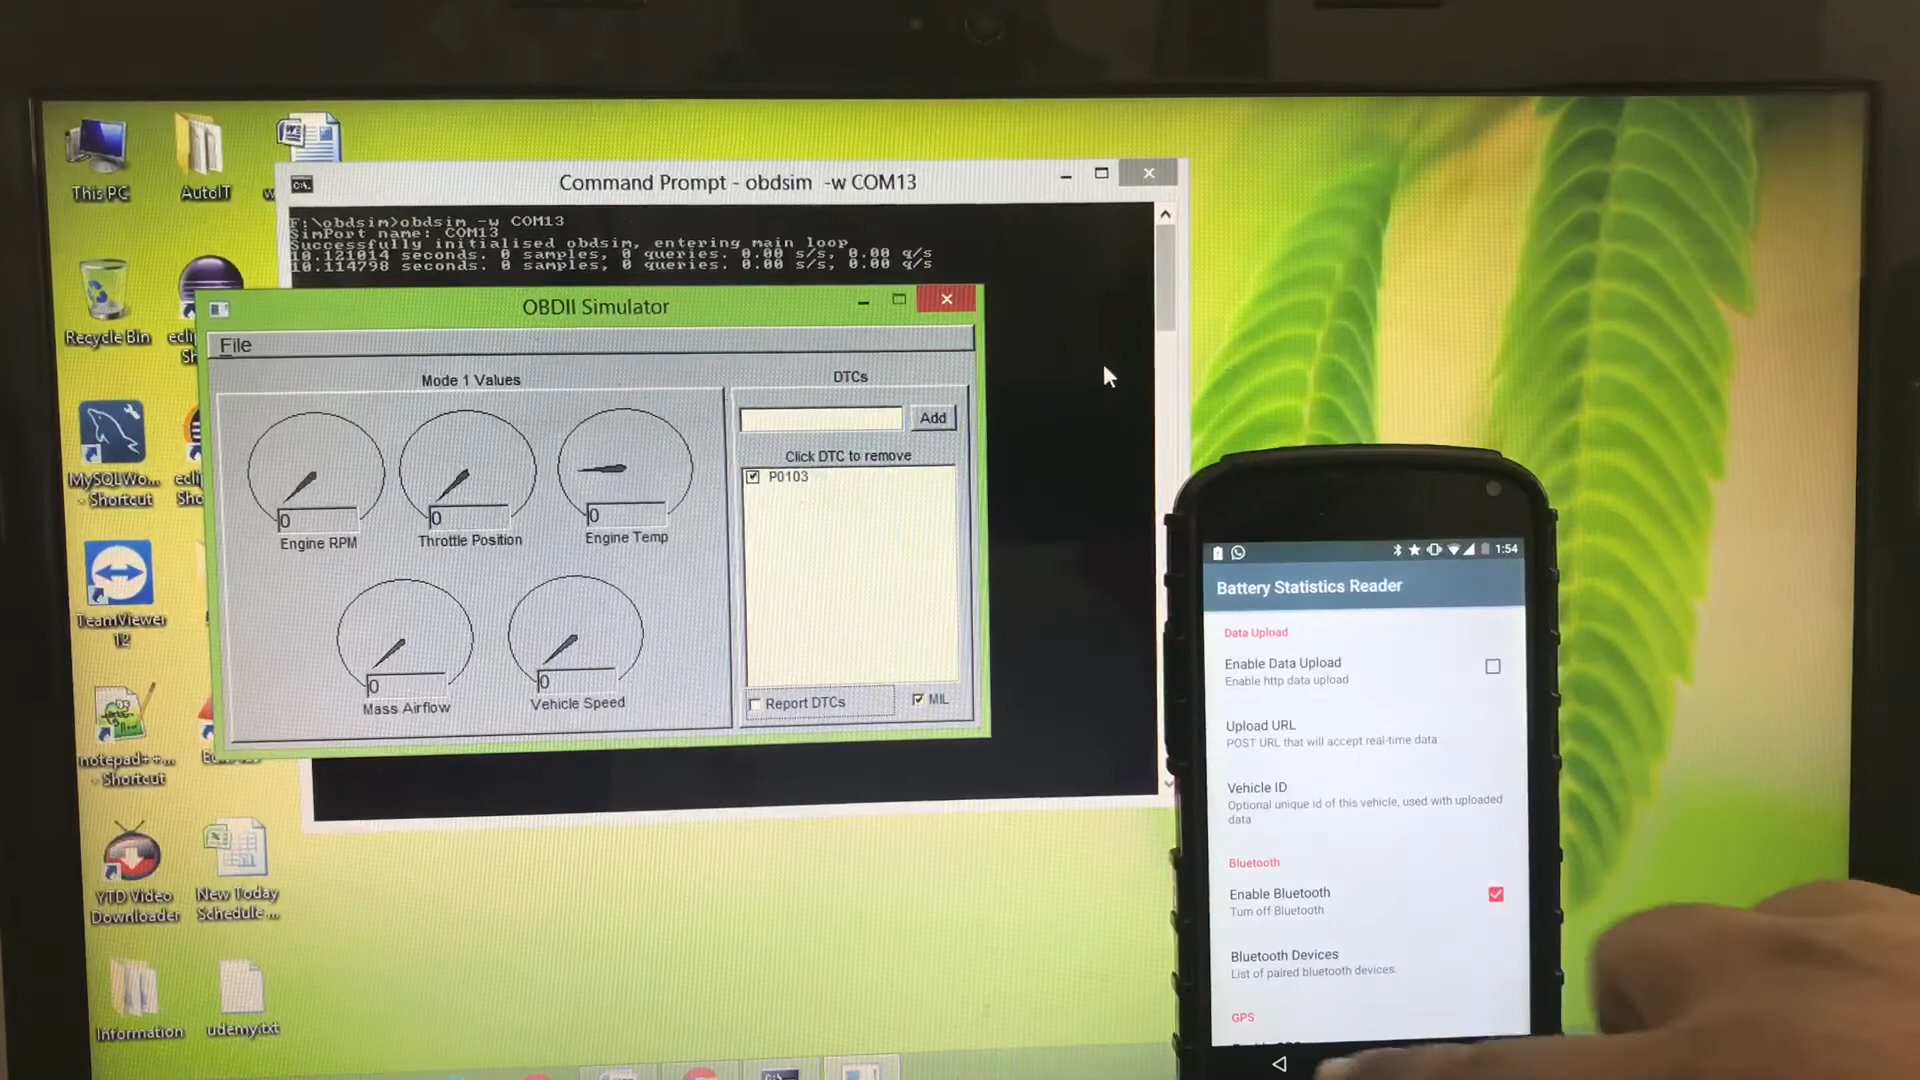 This PC
AutoIT
Recycle Bin
MySQLWo...
- Shortcut
TeamViewer
12
notepad++...
- Shortcut
YTD Video
Downloader
New Today
Schedule ...
Information
udemy.txt
Command Prompt - obdsim -w COM13
F:\obdsim>obdsim -w COM13
SimPort name: COM13
Successfully initialised obdsim, entering main loop
10.121014 seconds. 0 samples, 0 queries. 0.00 s/s, 0.00 q/s
10.114798 seconds. 0 samples, 0 queries. 0.00 s/s, 0.00 q/s
OBDII Simulator
File
Mode 1 Values
0
Engine RPM
0
Throttle Position
0
Engine Temp
0
Mass Airflow
0
Vehicle Speed
DTCs
Add
Click DTC to remove
P0103
Report DTCs
MIL
1:54
Battery Statistics Reader
Data Upload
Enable Data Upload
Enable http data upload
Upload URL
POST URL that will accept real-time data
Vehicle ID
Optional unique id of this vehicle, used with uploaded
data
Bluetooth
Enable Bluetooth
Turn off Bluetooth
Bluetooth Devices
List of paired bluetooth devices.
GPS